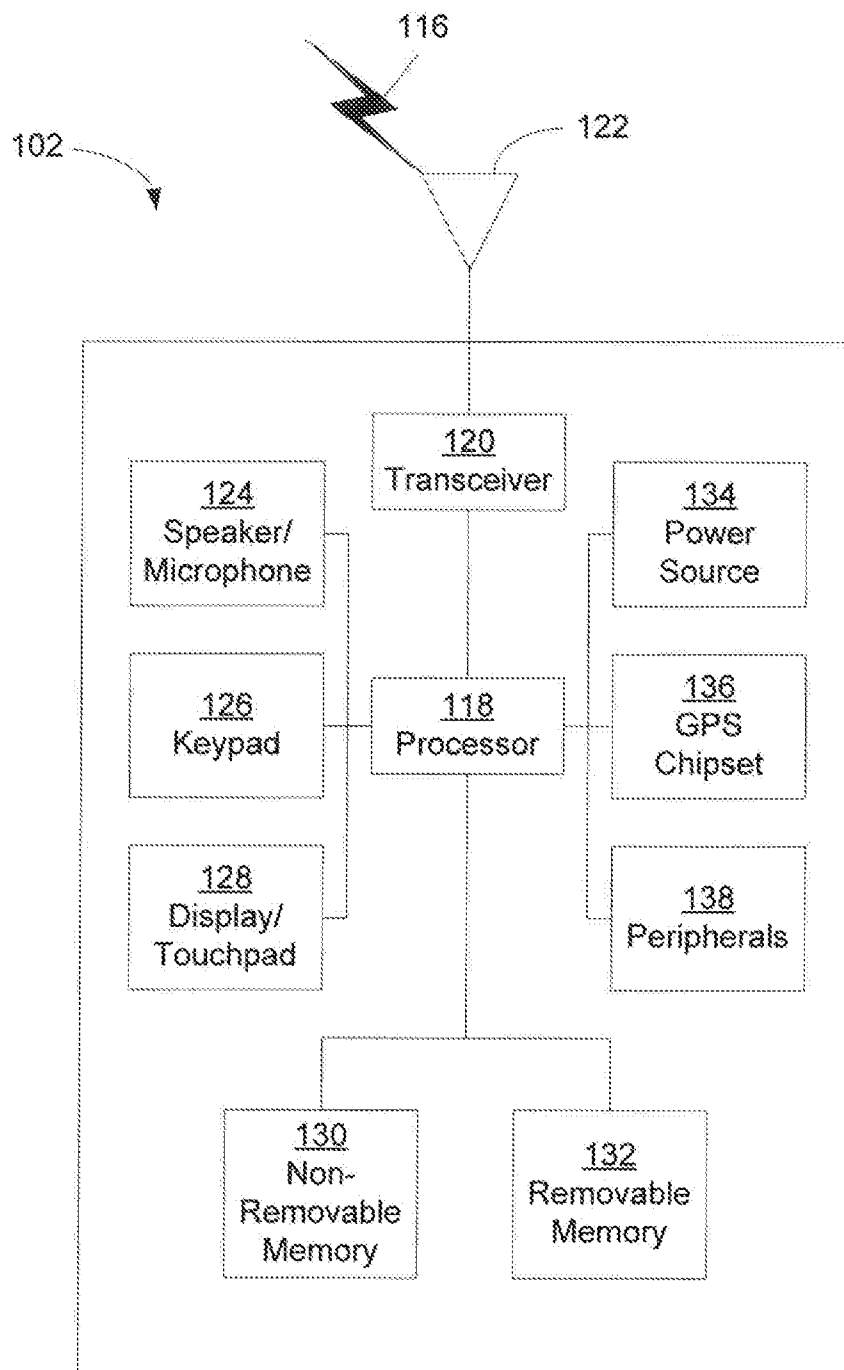 116
122
102
120
Transceiver
124
Speaker/
Microphone
134
Power
Source
126
Keypad
118
Processor
136
GPS
Chipset
128
Display/
Touchpad
138
Peripherals
130
Non-
Removable
Memory
132
Removable
Memory